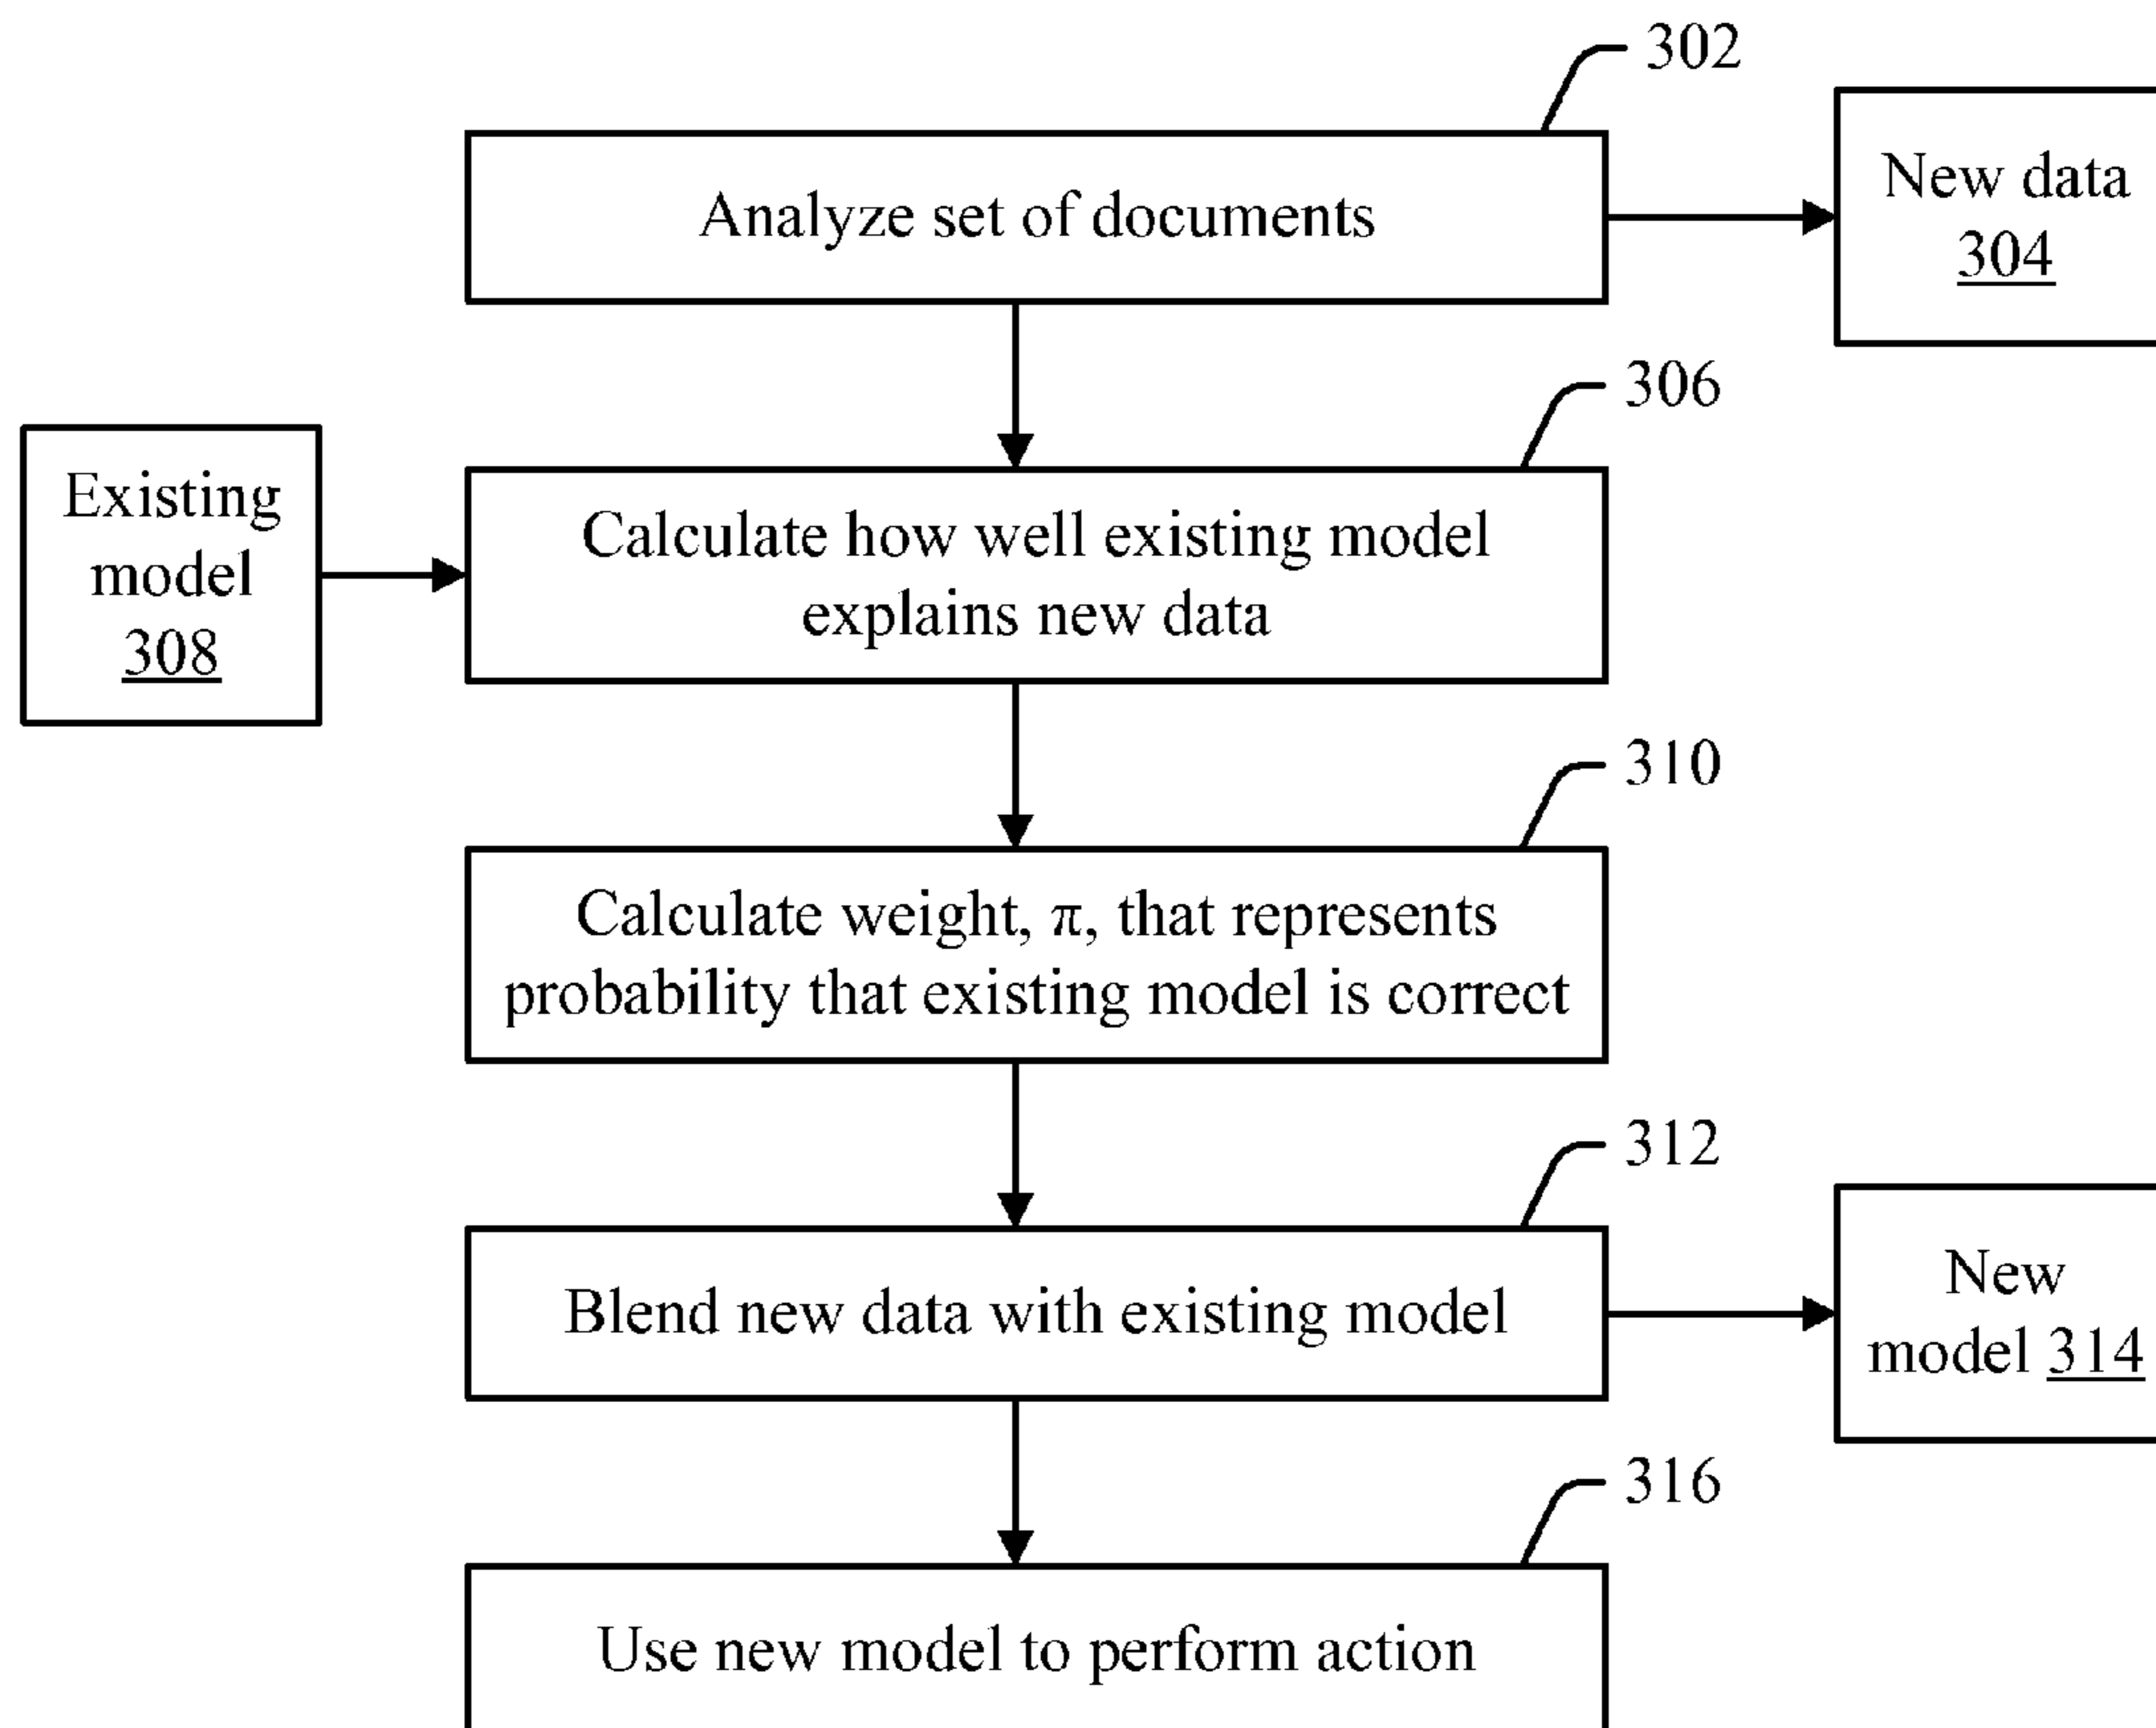 302
Analyze set of documents
New data
304
306
Existing
model
308
Calculate how well existing model
explains new data
310
Calculate weight, π, that represents
probability that existing model is correct
312
Blend new data with existing model
New
model 314
316
Use new model to perform action